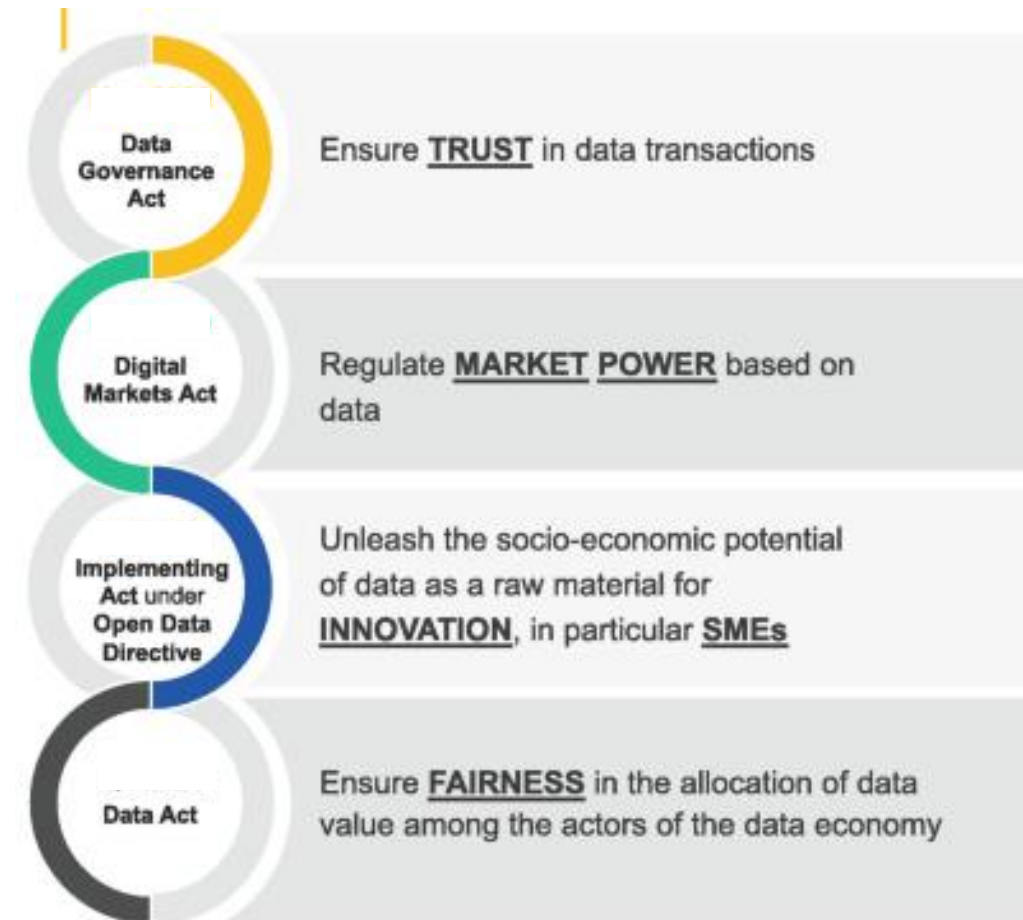 Data
Governance
Act
Ensure TRUST in data transactions
Digital
Markets Act
Regulate MARKET POWER based on
data
Implementing
Act under
Open Data
Directive
Unleash the socio-economic potential
of data as a raw material for
INNOVATION, in particular SMEs
Data Act
Ensure FAIRNESS in the allocation of data
value among the actors of the data economy